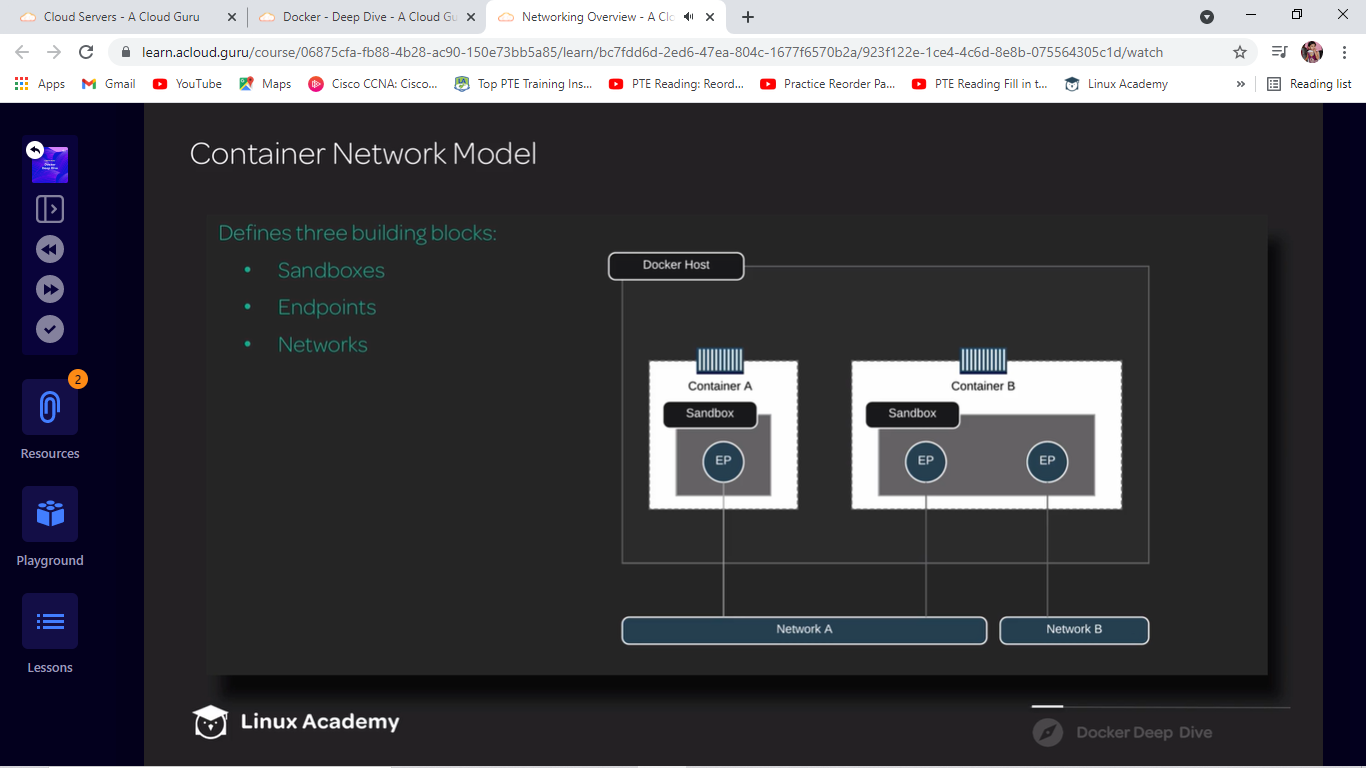 Cloud Servers - A Cloud Guru
Docker - Deep Dive - A Cloud Gu
Networking Overview - A Clo
learn.acloud.guru/course/06875cfa-fb88-4b28-ac90-150e73bb5a85/learn/bc7fdd6d-2ed6-47ea-804c-1677f6570b2a/923f122e-1ce4-4c6d-8e8b-075564305c1d/watch
Apps
Gmail
YouTube
Maps
Cisco CCNA: Cisco...
Top PTE Training Ins...
PTE Reading: Reord...
Practice Reorder Pa...
PTE Reading Fill in t...
Linux Academy
»
Reading list
Container Network Model
Defines three building blocks:
• Sandboxes
• Endpoints
• Networks
Docker Host
Container A
Sandbox
EP
Container B
Sandbox
EP
EP
Network A
Network B
2
Resources
Playground
Lessons
Linux Academy
Docker Deep Dive